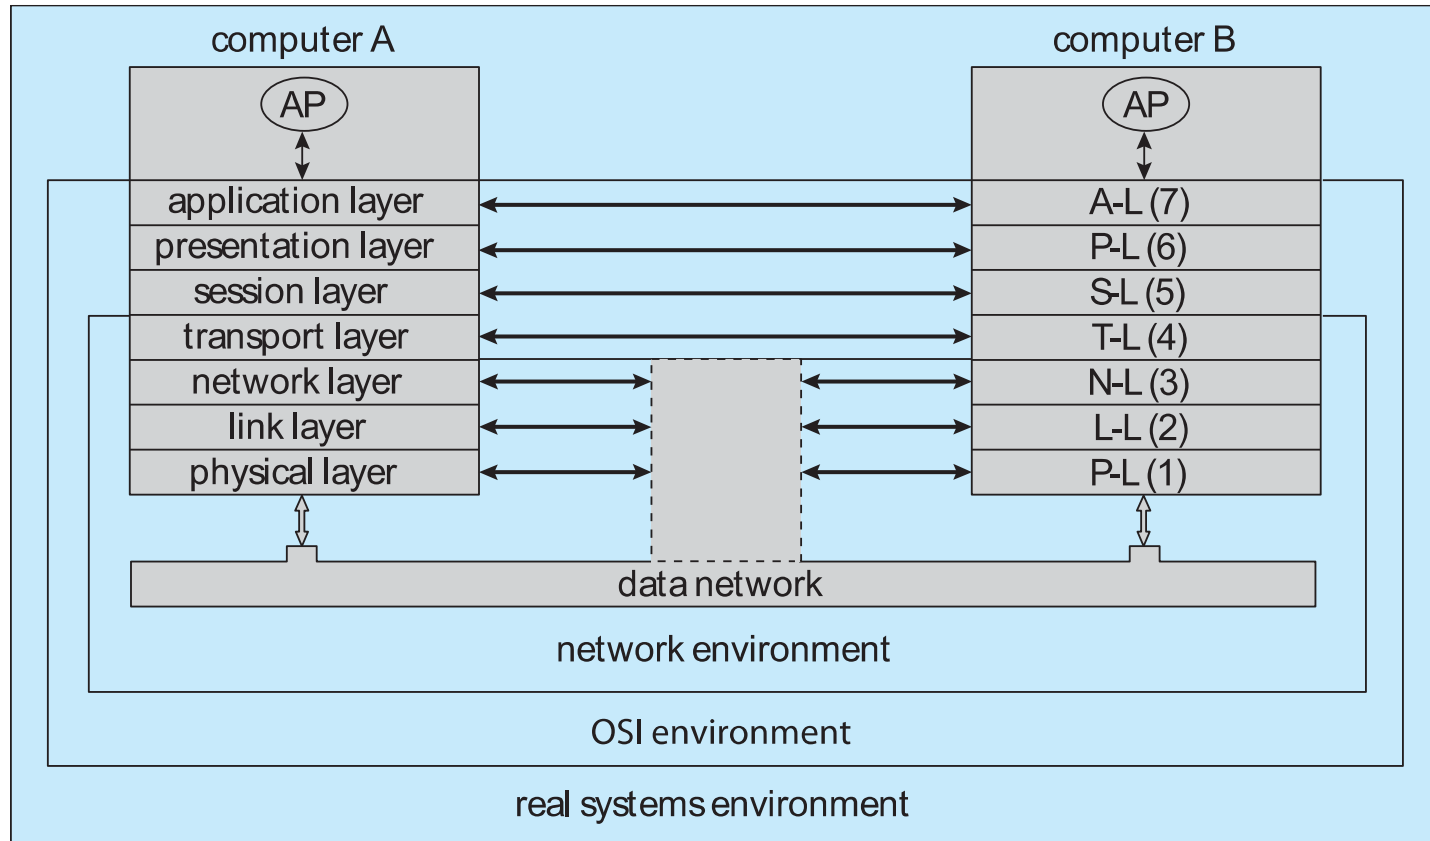 computer A
computer B
AP
AP
application layer
A-L (7)
presentation layer
P-L (6)
session layer
S-L (5)
transport layer
T-L (4)
network layer
N-L (3)
link layer
L-L (2)
physical layer
P-L (1)
data network
network environment
OSI environment
real systems environment